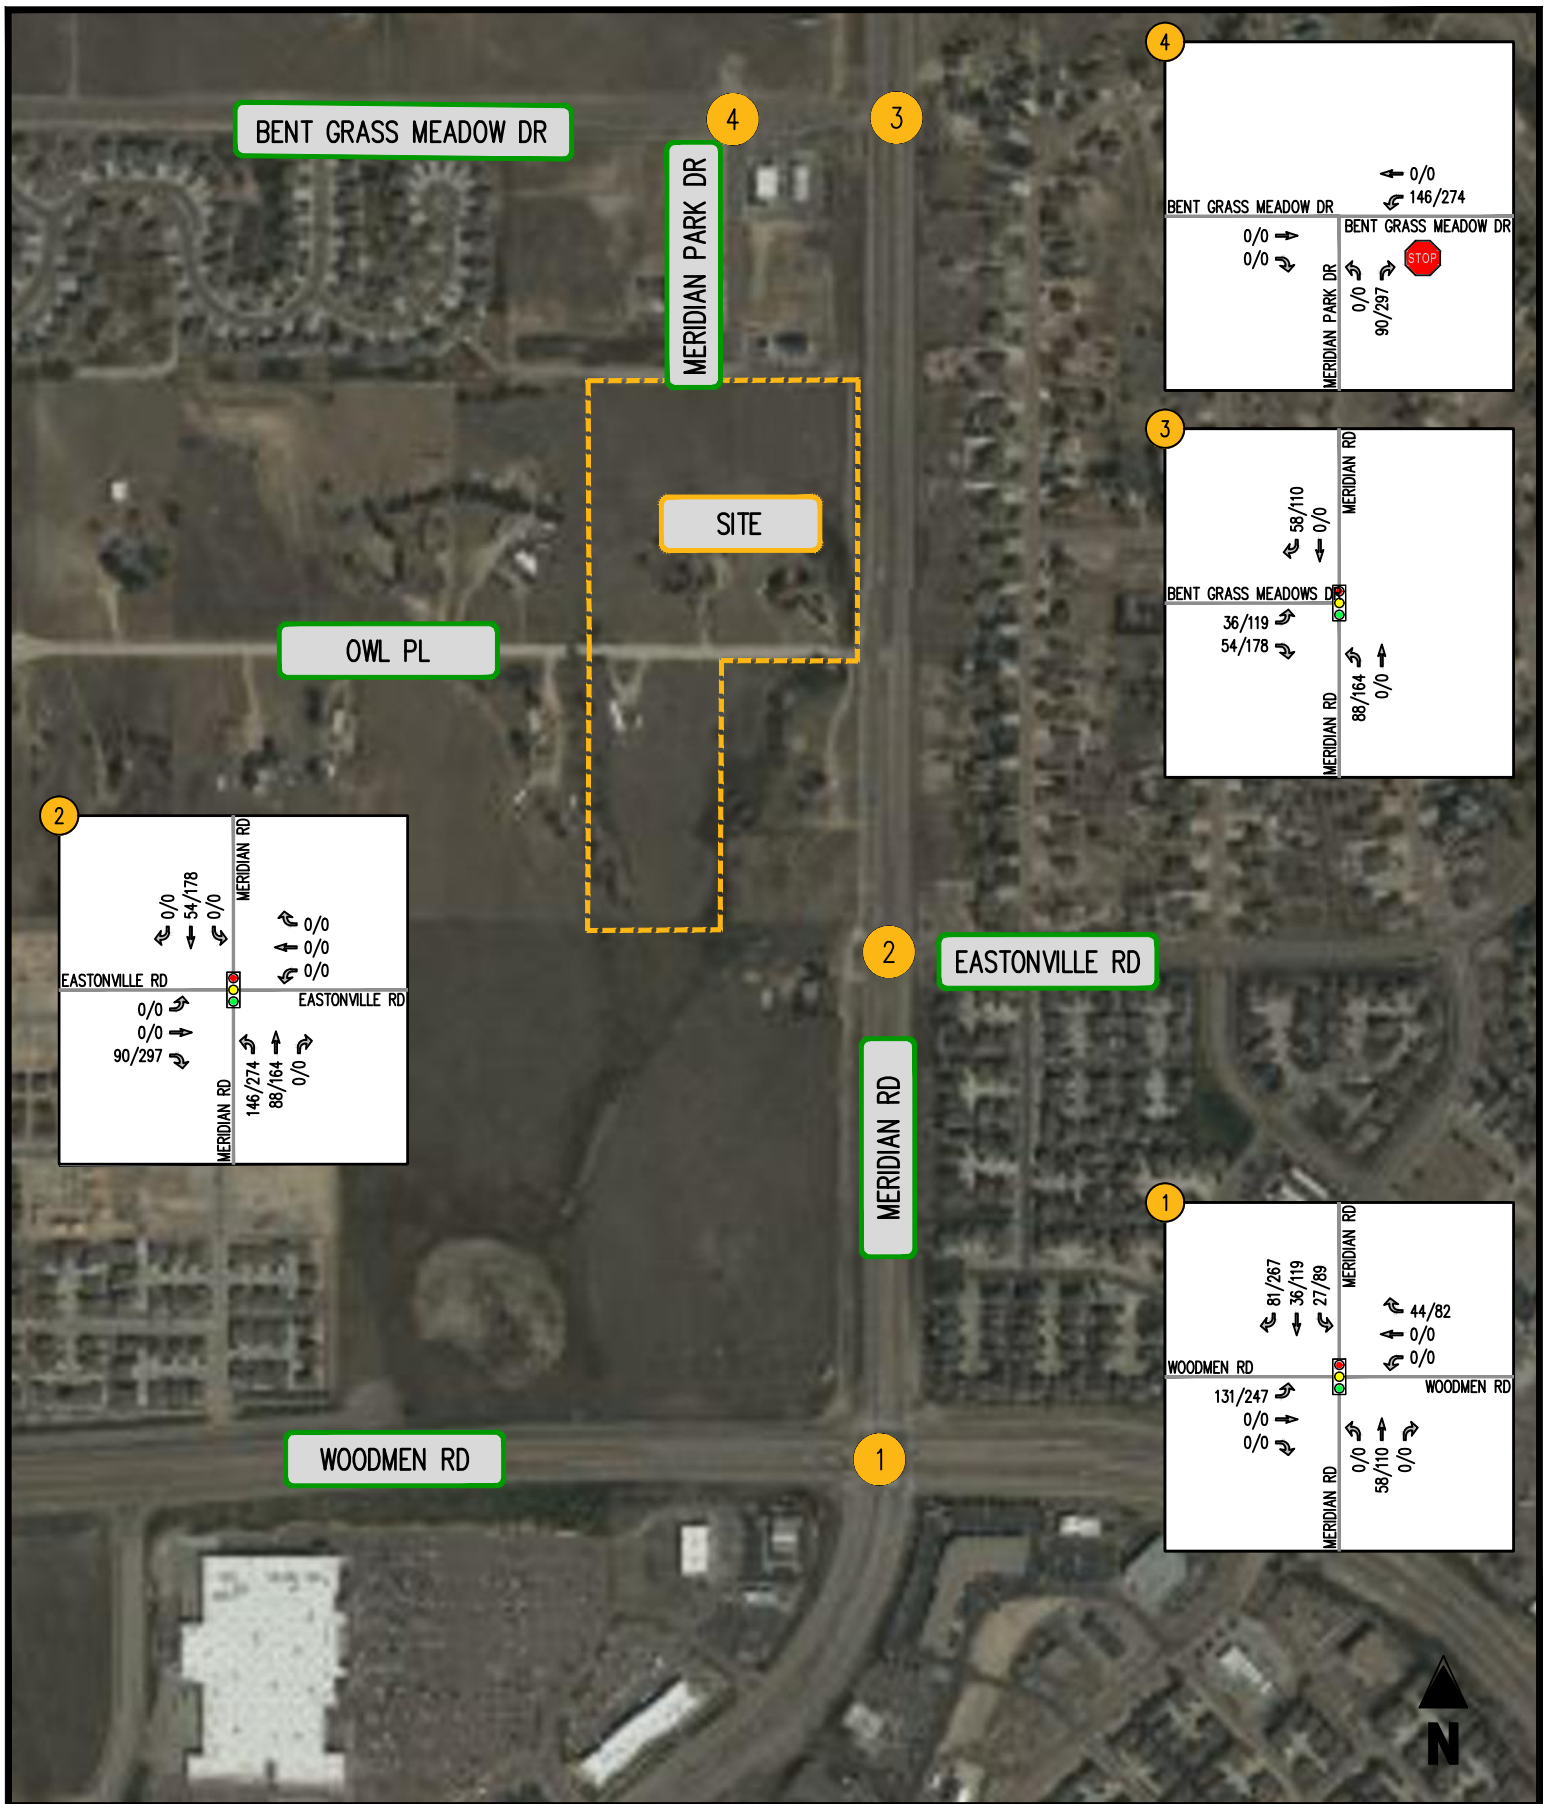 BENT GRASS MEADOW DR
4
3
MERIDIAN PARK DR
SITE
OWL PL
2
EASTONVILLE RD
MERIDIAN RD
WOODMEN RD
1
4
0/0
146/274
BENT GRASS MEADOW DR
BENT GRASS MEADOW DR
0/0
0/0
STOP
0/0
90/297
MERIDIAN PARK DR
3
MERIDIAN RD
58/110
0/0
BENT GRASS MEADOWS DR
36/119
54/178
88/164
0/0
MERIDIAN RD
2
MERIDIAN RD
0/0
54/178
0/0
0/0
0/0
0/0
EASTONVILLE RD
EASTONVILLE RD
0/0
0/0
90/297
146/274
88/164
0/0
MERIDIAN RD
1
MERIDIAN RD
81/267
36/119
27/89
44/82
0/0
0/0
WOODMEN RD
WOODMEN RD
131/247
0/0
0/0
0/0
58/110
0/0
MERIDIAN RD
N